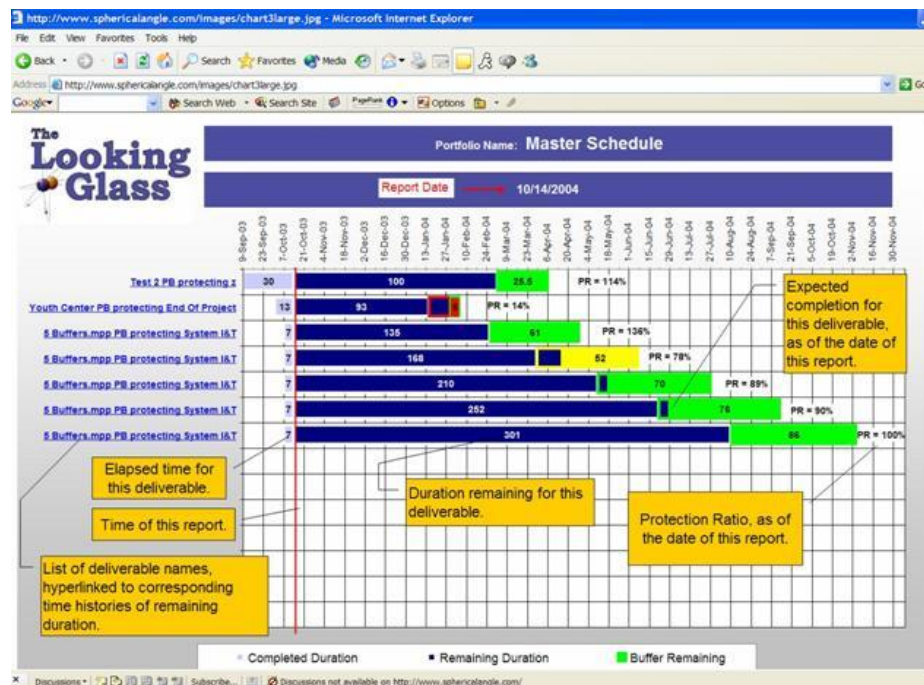 http://www.sphericalangle.com/images/chart3large.jpg - Microsoft Internet Explorer
File Edit View Favorites Tools Help
Back Search Favorites Media
Address http://www.sphericalangle.com/images/chart3large.jpg Go
Google Search Web Search Site PageRank Options
The
Looking
Glass
Portfolio Name: Master Schedule
Report Date 10/14/2004
9-Sep-03
23-Sep-03
7-Oct-03
21-Oct-03
4-Nov-03
18-Nov-03
2-Dec-03
16-Dec-03
30-Dec-03
13-Jan-04
27-Jan-04
10-Feb-04
24-Feb-04
9-Mar-04
23-Mar-04
6-Apr-04
20-Apr-04
4-May-04
18-May-04
1-Jun-04
15-Jun-04
29-Jun-04
13-Jul-04
27-Jul-04
10-Aug-04
24-Aug-04
7-Sep-04
21-Sep-04
5-Oct-04
19-Oct-04
2-Nov-04
16-Nov-04
30-Nov-04
Test 2 PB protecting z 30 100 25.5 PR = 114%
Youth Center PB protecting End Of Project 13 93 PR = 14%
5 Buffers.mpp PB protecting System I&T 7 135 61 PR = 136%
5 Buffers.mpp PB protecting System I&T 7 168 52 PR = 78%
5 Buffers.mpp PB protecting System I&T 7 210 70 PR = 89%
5 Buffers.mpp PB protecting System I&T 7 252 76 PR = 90%
5 Buffers.mpp PB protecting System I&T 7 301 86 PR = 100%
Expected
completion for
this deliverable,
as of the date of
this report.
Elapsed time for
this deliverable.
Time of this report.
Duration remaining for this
deliverable.
Protection Ratio, as of
the date of this report.
List of deliverable names,
hyperlinked to corresponding
time histories of remaining
duration.
Completed Duration Remaining Duration Buffer Remaining
Discussions Subscribe... Discussions not available on http://www.sphericalangle.com/